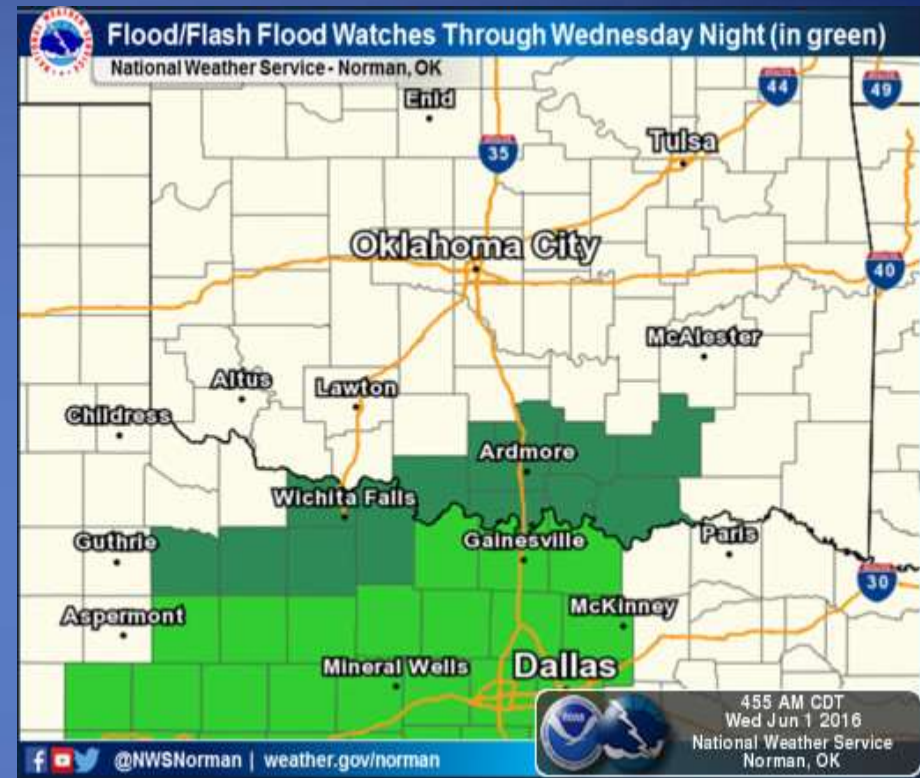 Flood/Flash Flood Watches Through Wednesday Night (in green)
National Weather Service - Norman, OK
Enid
44
49
35
Tulsa
Oklahoma City
40
McAlester
Altus
Lawton
Childress
Ardmore
Wichita Falls
Guthrie
Gainesville
Paris
30
Aspermont
McKinney
Mineral Wells
Dallas
455 AM CDT
Wed Jun 1 2016
National Weather Service
Norman, OK
@NWSNorman | weather.gov/norman